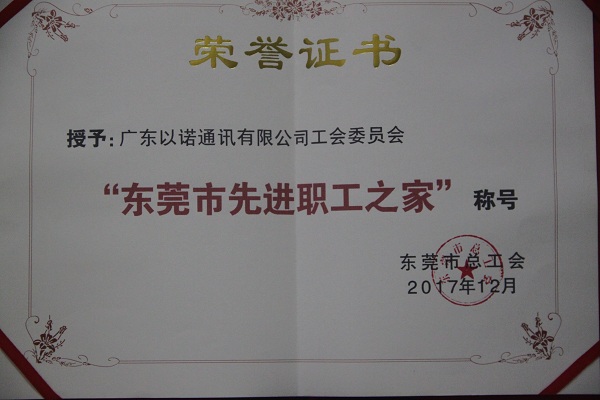 荣誉证书
授予：广东以诺通讯有限公司工会委员会
“东莞市先进职工之家”称号
东莞市总工会
2017年12月